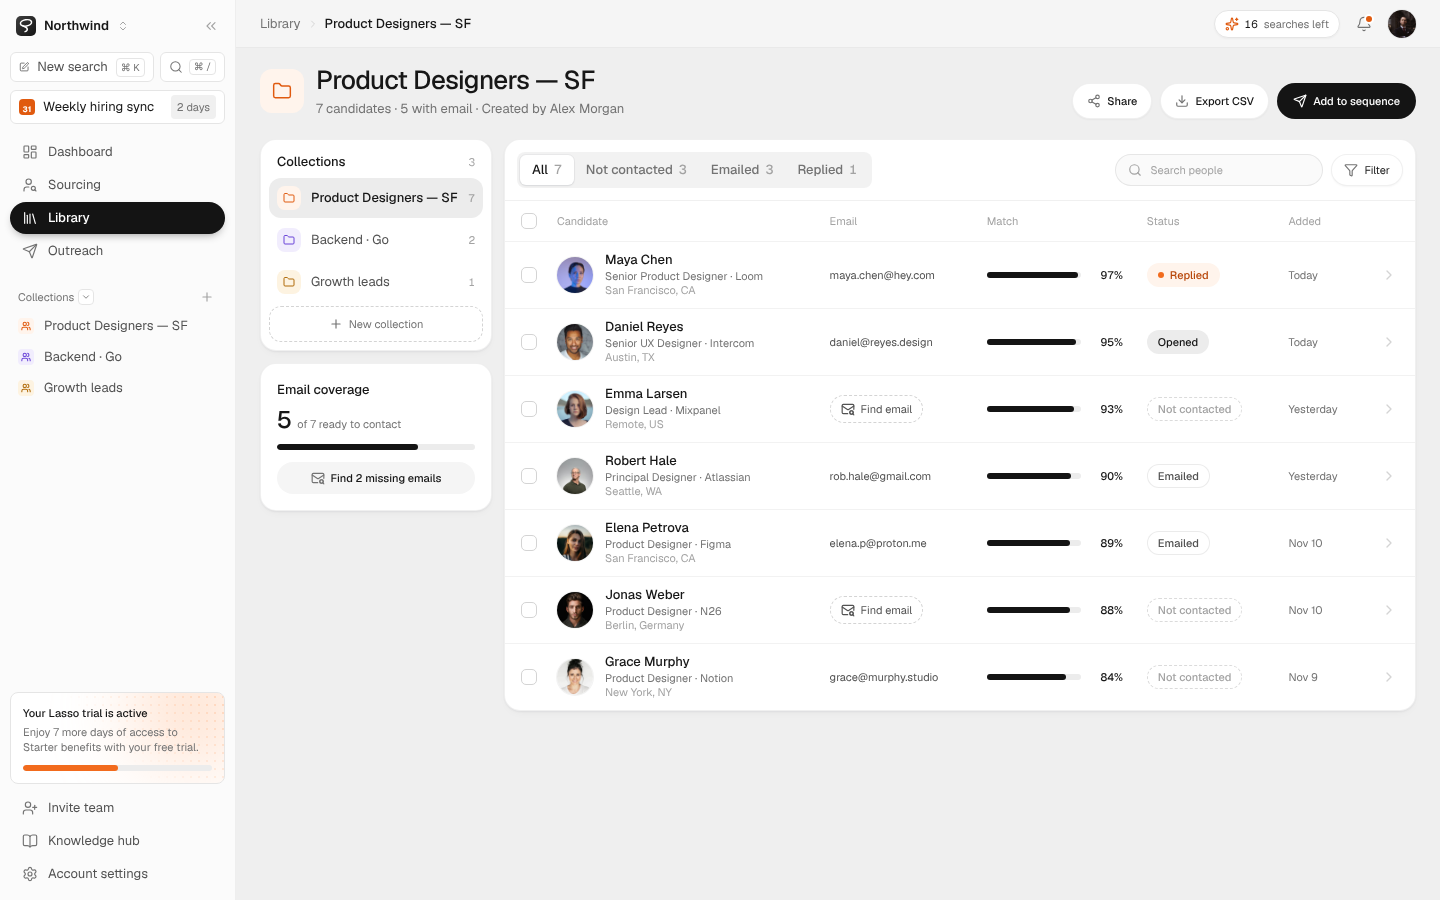 Northwind
New search ⌘ K ⌘ /
31 Weekly hiring sync 2 days
Dashboard
Sourcing
Library
Outreach
Collections
Product Designers — SF
Backend · Go
Growth leads
Your Lasso trial is active
Enjoy 7 more days of access to
Starter benefits with your free trial.
Invite team
Knowledge hub
Account settings
Library Product Designers — SF
16 searches left
Product Designers — SF
7 candidates · 5 with email · Created by Alex Morgan
Share Export CSV Add to sequence
Collections 3
Product Designers — SF 7
Backend · Go 2
Growth leads 1
New collection
Email coverage
5 of 7 ready to contact
Find 2 missing emails
All 7 Not contacted 3 Emailed 3 Replied 1
Search people Filter
Candidate Email Match Status Added
Maya Chen
Senior Product Designer · Loom
San Francisco, CA
maya.chen@hey.com 97% Replied Today
Daniel Reyes
Senior UX Designer · Intercom
Austin, TX
daniel@reyes.design 95% Opened Today
Emma Larsen
Design Lead · Mixpanel
Remote, US
Find email 93% Not contacted Yesterday
Robert Hale
Principal Designer · Atlassian
Seattle, WA
rob.hale@gmail.com 90% Emailed Yesterday
Elena Petrova
Product Designer · Figma
San Francisco, CA
elena.p@proton.me 89% Emailed Nov 10
Jonas Weber
Product Designer · N26
Berlin, Germany
Find email 88% Not contacted Nov 10
Grace Murphy
Product Designer · Notion
New York, NY
grace@murphy.studio 84% Not contacted Nov 9